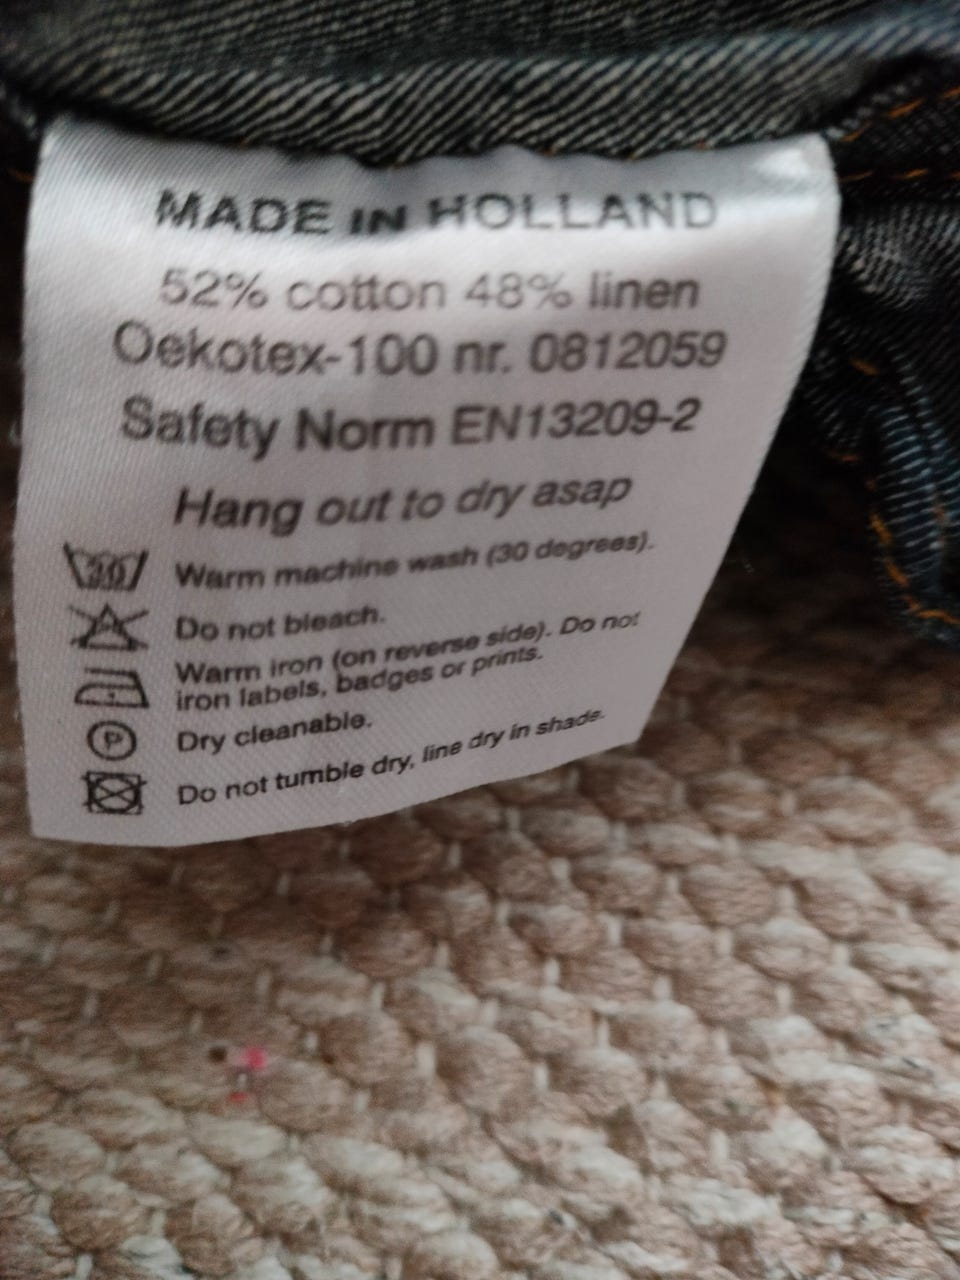 MADE IN HOLLAND
52% cotton 48% linen
Oekotex-100 nr. 0812059
Safety Norm EN13209-2
Hang out to dry asap
30 Warm machine wash (30 degrees).
Do not bleach.
Warm iron (on reverse side). Do not
iron labels, badges or prints.
P Dry cleanable.
Do not tumble dry, line dry in shade.